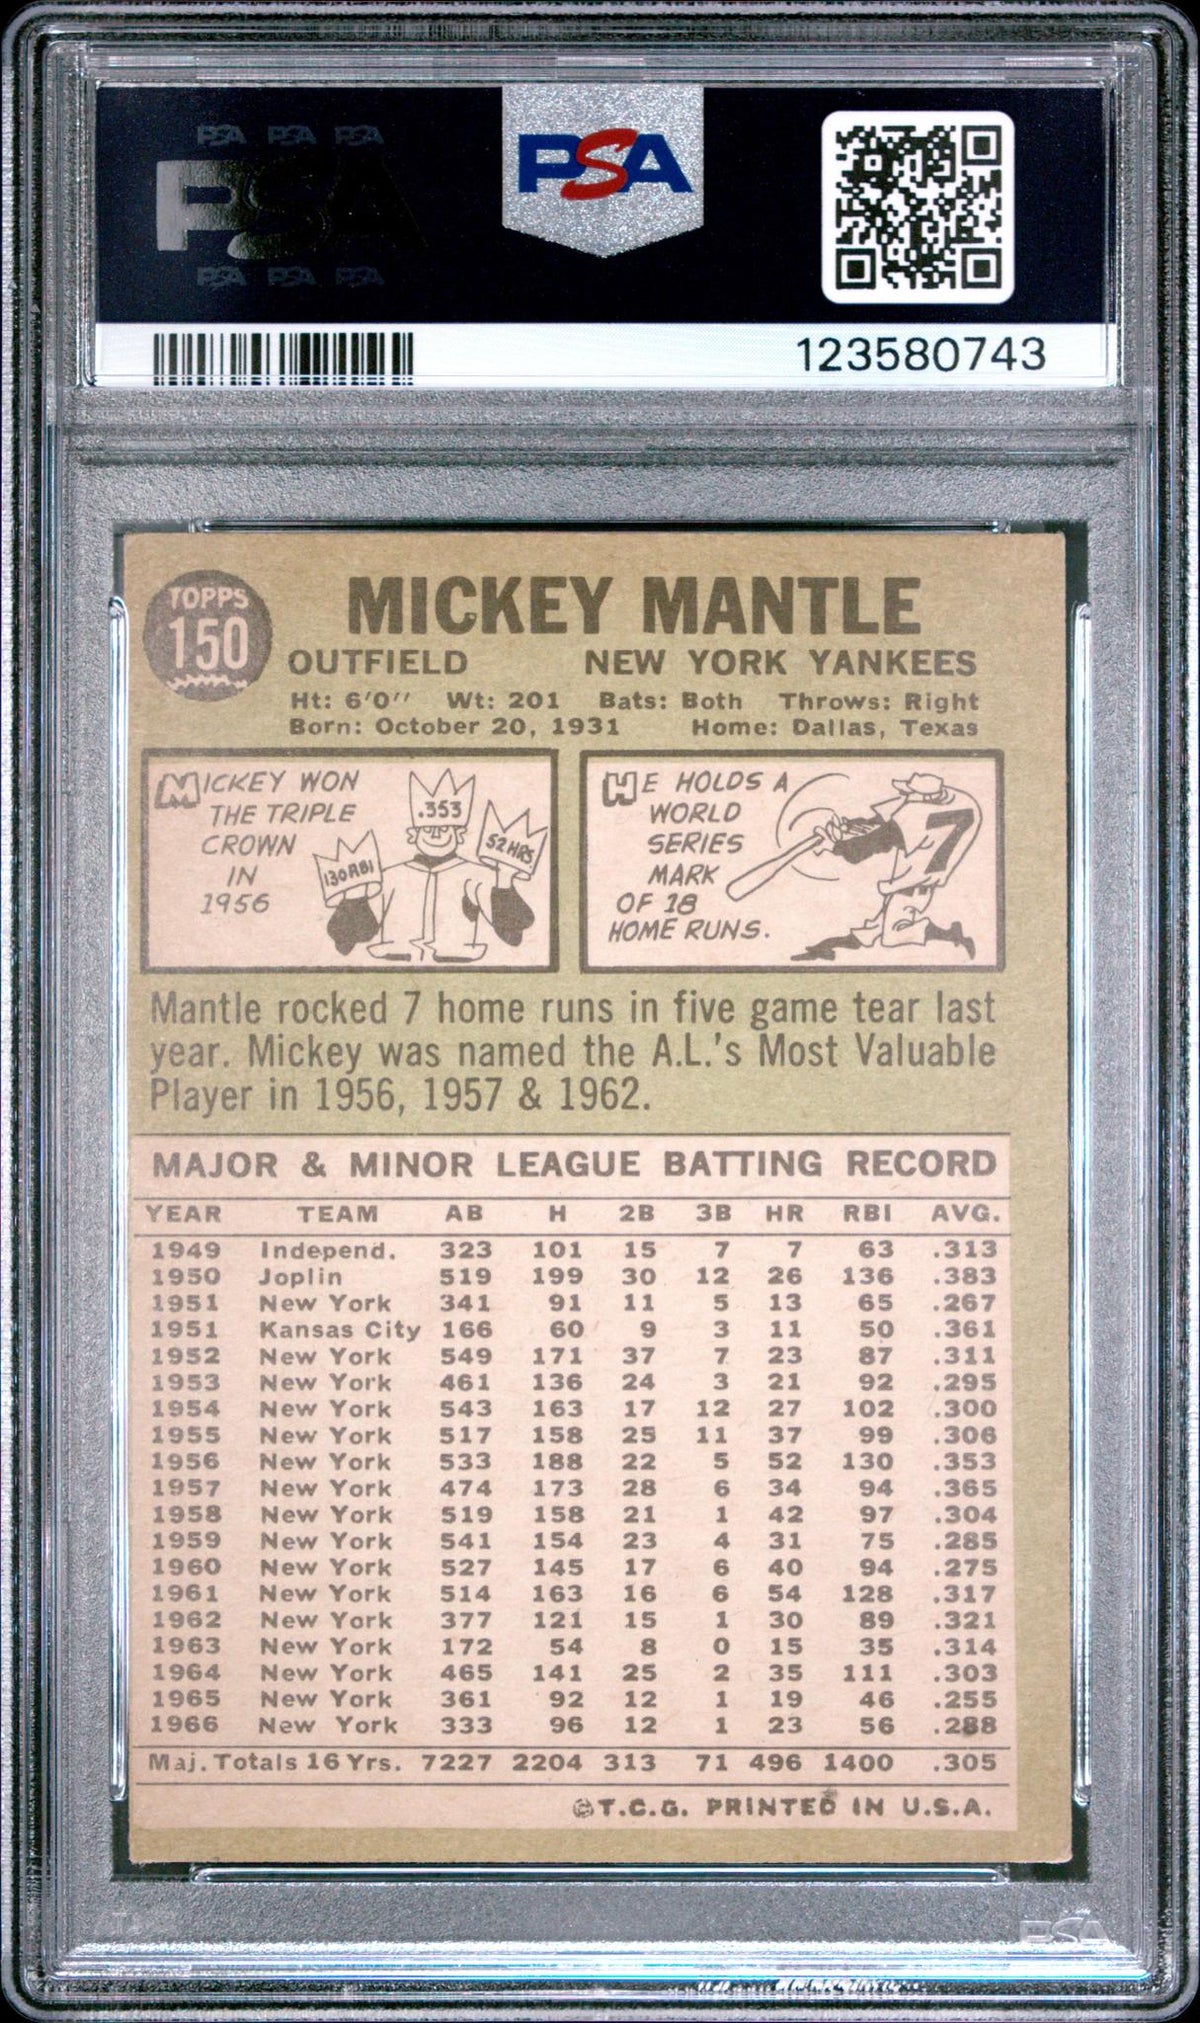 PSA PSA PSA
PSA
PSA PSA PSA
PSA
123580743
TOPPS
150
MICKEY MANTLE
OUTFIELD NEW YORK YANKEES
Ht: 6'0'' Wt: 201 Bats: Both Throws: Right
Born: October 20, 1931 Home: Dallas, Texas
MICKEY WON
THE TRIPLE
CROWN
IN
1956
.353
130 RBI
52 HRS
HE HOLDS A
WORLD
SERIES
MARK
OF 18
HOME RUNS.
7
Mantle rocked 7 home runs in five game tear last
year. Mickey was named the A.L.'s Most Valuable
Player in 1956, 1957 & 1962.
MAJOR & MINOR LEAGUE BATTING RECORD
YEAR TEAM AB H 2B 3B HR RBI AVG.
1949 Independ. 323 101 15 7 7 63 .313
1950 Joplin 519 199 30 12 26 136 .383
1951 New York 341 91 11 5 13 65 .267
1951 Kansas City 166 60 9 3 11 50 .361
1952 New York 549 171 37 7 23 87 .311
1953 New York 461 136 24 3 21 92 .295
1954 New York 543 163 17 12 27 102 .300
1955 New York 517 158 25 11 37 99 .306
1956 New York 533 188 22 5 52 130 .353
1957 New York 474 173 28 6 34 94 .365
1958 New York 519 158 21 1 42 97 .304
1959 New York 541 154 23 4 31 75 .285
1960 New York 527 145 17 6 40 94 .275
1961 New York 514 163 16 6 54 128 .317
1962 New York 377 121 15 1 30 89 .321
1963 New York 172 54 8 0 15 35 .314
1964 New York 465 141 25 2 35 111 .303
1965 New York 361 92 12 1 19 46 .255
1966 New York 333 96 12 1 23 56 .288
Maj. Totals 16 Yrs. 7227 2204 313 71 496 1400 .305
©T.C.G. PRINTED IN U.S.A.
PSA